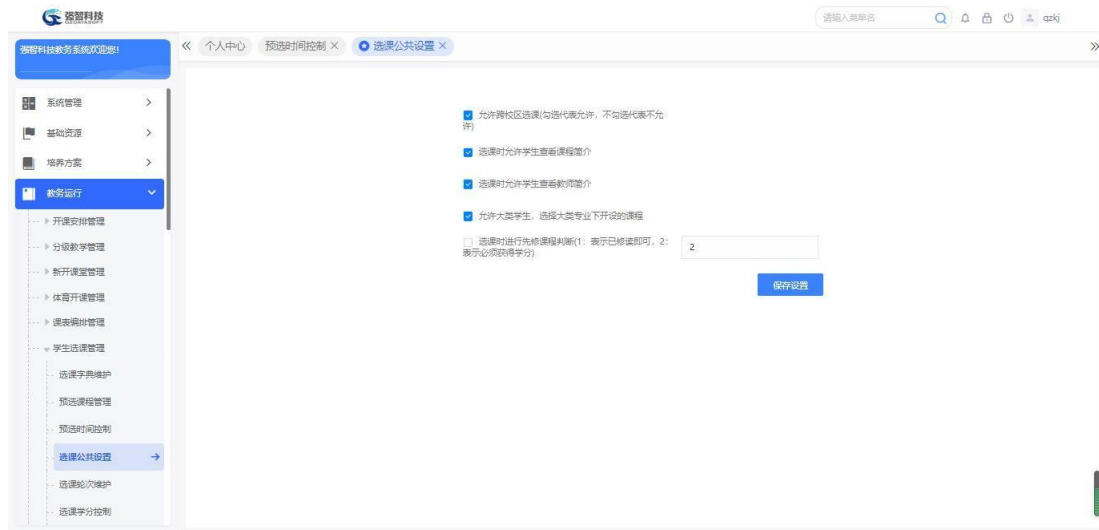 强智科技
QZDATASOFT
请输入菜单名
qzkj
强智科技教务系统欢迎您!
个人中心
预选时间控制
选课公共设置
系统管理
基础资源
培养方案
教务运行
开课安排管理
分级教学管理
新开课堂管理
体育开课管理
课表编排管理
学生选课管理
选课字典维护
预选课程管理
预选时间控制
选课公共设置
选课轮次维护
选课学分控制
允许跨校区选课(勾选代表允许，不勾选代表不允
许)
选课时允许学生查看课程简介
选课时允许学生查看教师简介
允许大类学生，选择大类专业下开设的课程
选课时进行先修课程判断(1：表示已修读即可，2：
表示必须获得学分)
2
保存设置